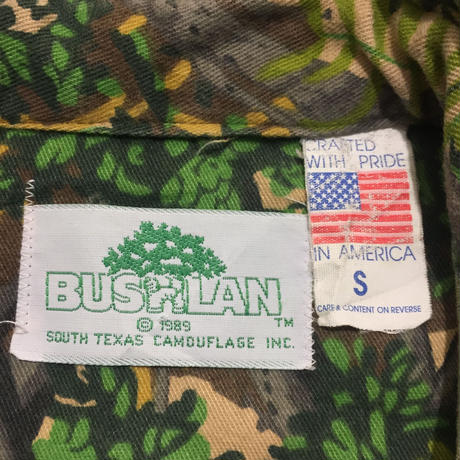 BUSHLAN
© 1989 ™
SOUTH TEXAS CAMOUFLAGE INC.
CRAFTED
WITH PRIDE
IN AMERICA
S
CARE & CONTENT ON REVERSE